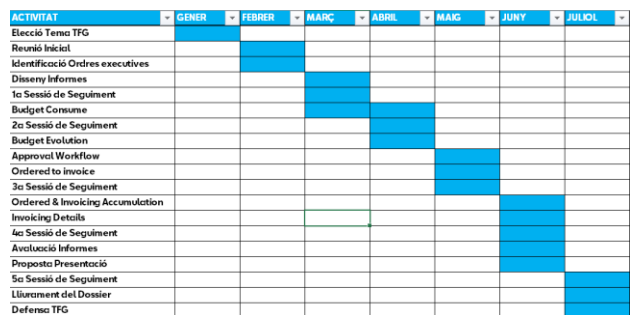 ACTIVITAT GENER FEBRER MARÇ ABRIL MAIG JUNY JULIOL
Elecció Tema TFG
Reunió Inicial
Identificació Ordres executives
Disseny Informes
1a Sessió de Seguiment
Budget Consume
2a Sessió de Seguiment
Budget Evolution
Approval Workflow
Ordered to invoice
3a Sessió de Seguiment
Ordered & Invoicing Accumulation
Invoicing Details
4a Sessió de Seguiment
Avaluació Informes
Proposta Presentació
5a Sessió de Seguiment
Lliurament del Dossier
Defensa TFG